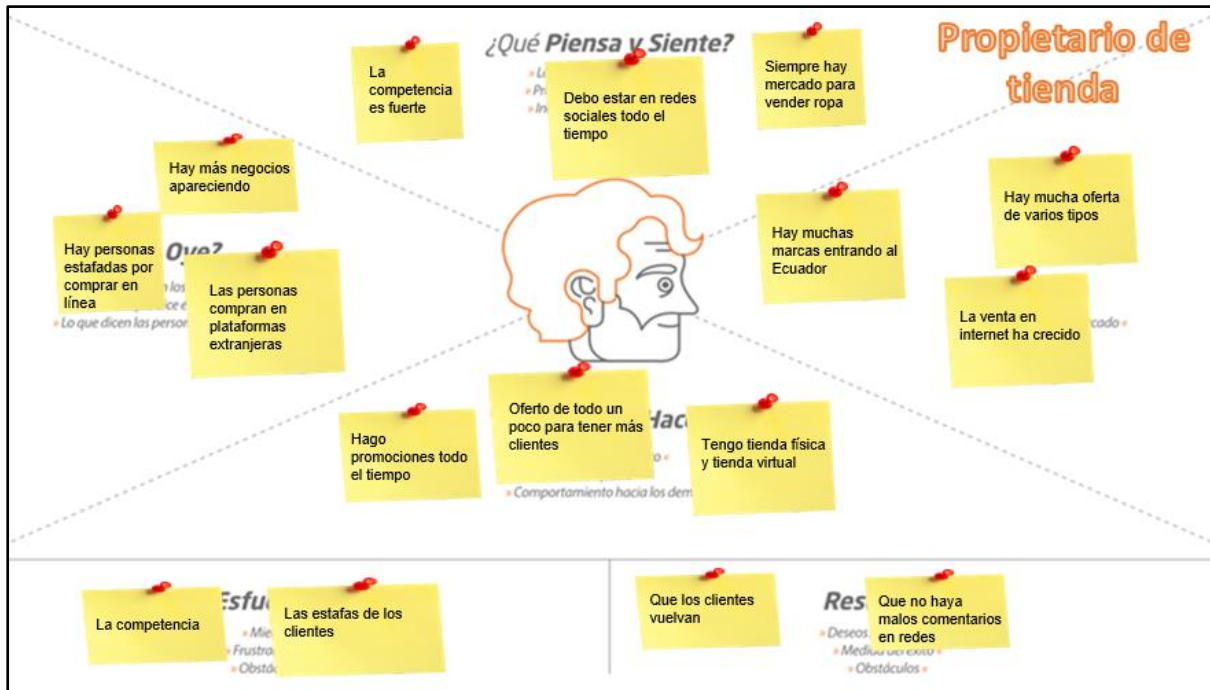 ¿Qué Piensa y Siente?
Propietario de
tienda
La
competencia
es fuerte
Debo estar en redes
sociales todo el
tiempo
Siempre hay
mercado para
vender ropa
Hay más negocios
apareciendo
Oye?
Hay personas
estafadas por
comprar en
línea
Las personas
compran en
plataformas
extranjeras
» Lo que dicen las
Hay muchas
marcas entrando al
Ecuador
Hay mucha oferta
de varios tipos
La venta en
internet ha crecido
Hago
promociones todo
el tiempo
Oferto de todo un
poco para tener más
clientes
Tengo tienda física
y tienda virtual
» Comportamiento hacia los
La competencia
Las estafas de los
clientes
Que los clientes
vuelvan
Que no haya
malos comentarios
en redes
» Deseos
» Medida del éxito «
» Obstáculos «